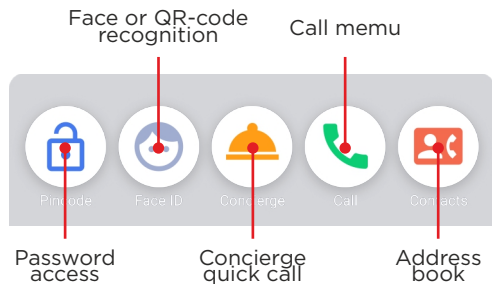 Face or QR-code
recognition
Call memu
Pincode
Face ID
Concierge
Call
Contacts
Password
access
Concierge
quick call
Address
book